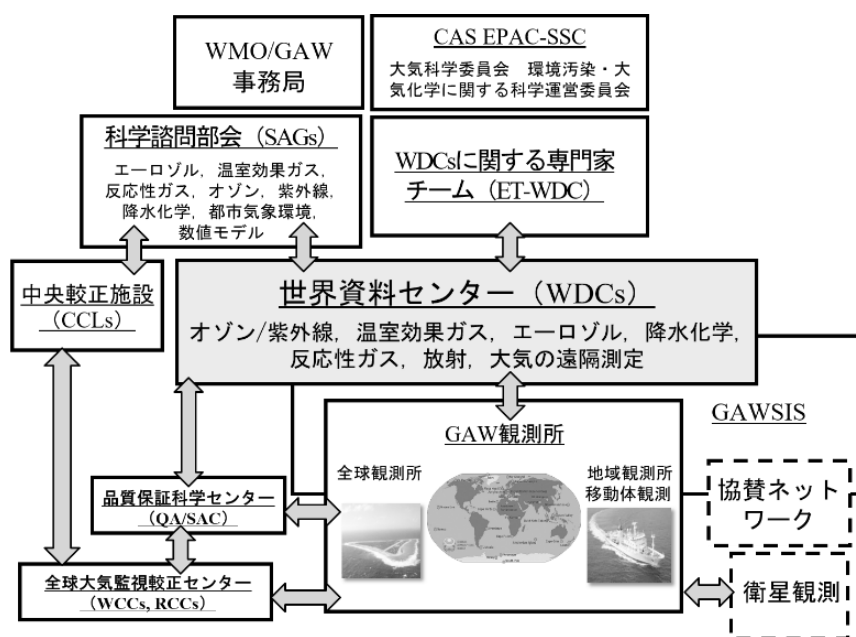 WMO/GAW
事務局
CAS EPAC-SSC
大気科学委員会　環境汚染・大
気化学に関する科学運営委員会
科学諮問部会（SAGs）
エーロゾル，温室効果ガス，
反応性ガス，オゾン，紫外線，
降水化学，都市気象環境，
数値モデル
WDCsに関する専門家
チーム（ET-WDC）
中央較正施設
（CCLs）
世界資料センター（WDCs）
オゾン/紫外線，温室効果ガス，エーロゾル，降水化学，
反応性ガス，放射，大気の遠隔測定
GAWSIS
GAW観測所
全球観測所
地域観測所
移動体観測
品質保証科学センター
（QA/SAC）
協賛ネット
ワーク
全球大気監視較正センター
（WCCs, RCCs）
衛星観測